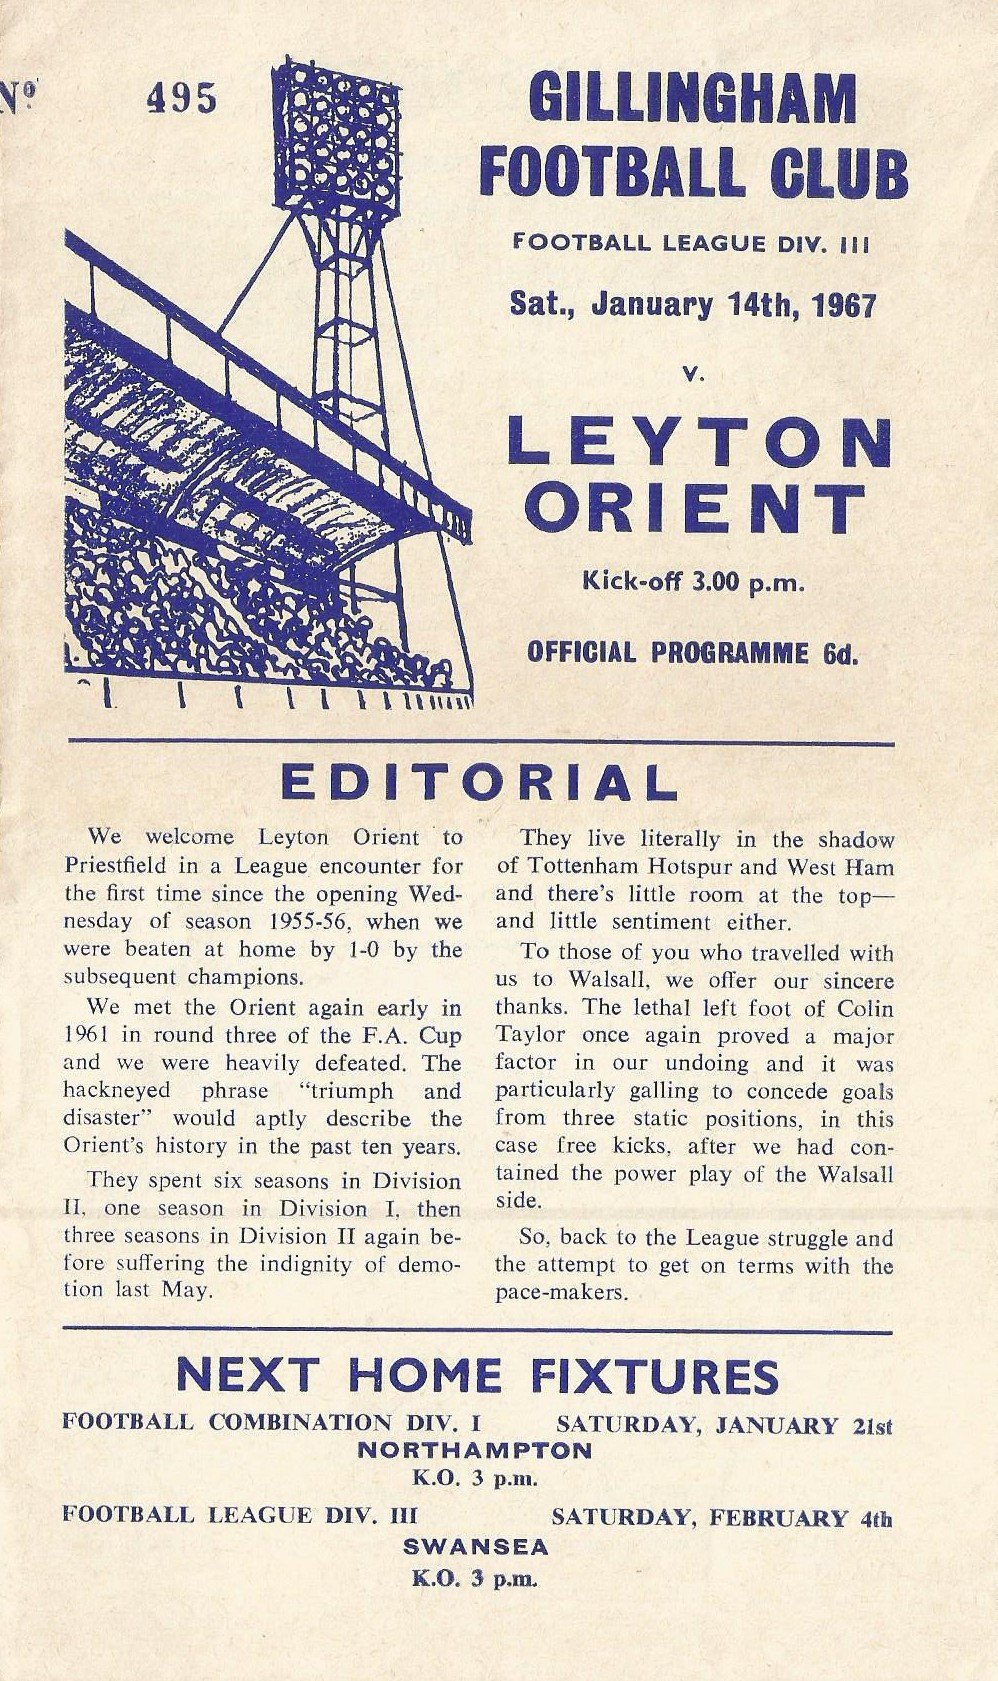 Nº 495
GILLINGHAM
FOOTBALL CLUB
FOOTBALL LEAGUE DIV. III
Sat., January 14th, 1967
v.
LEYTON
ORIENT
Kick-off 3.00 p.m.
OFFICIAL PROGRAMME 6d.
EDITORIAL
We welcome Leyton Orient to
Priestfield in a League encounter for
the first time since the opening Wed-
nesday of season 1955-56, when we
were beaten at home by 1-0 by the
subsequent champions.
We met the Orient again early in
1961 in round three of the F.A. Cup
and we were heavily defeated. The
hackneyed phrase “triumph and
disaster” would aptly describe the
Orient’s history in the past ten years.
They spent six seasons in Division
II, one season in Division I, then
three seasons in Division II again be-
fore suffering the indignity of demo-
tion last May.
They live literally in the shadow
of Tottenham Hotspur and West Ham
and there’s little room at the top—
and little sentiment either.
To those of you who travelled with
us to Walsall, we offer our sincere
thanks. The lethal left foot of Colin
Taylor once again proved a major
factor in our undoing and it was
particularly galling to concede goals
from three static positions, in this
case free kicks, after we had con-
tained the power play of the Walsall
side.
So, back to the League struggle and
the attempt to get on terms with the
pace-makers.
NEXT HOME FIXTURES
FOOTBALL COMBINATION DIV. I SATURDAY, JANUARY 21st
NORTHAMPTON
K.O. 3 p.m.
FOOTBALL LEAGUE DIV. III SATURDAY, FEBRUARY 4th
SWANSEA
K.O. 3 p.m.